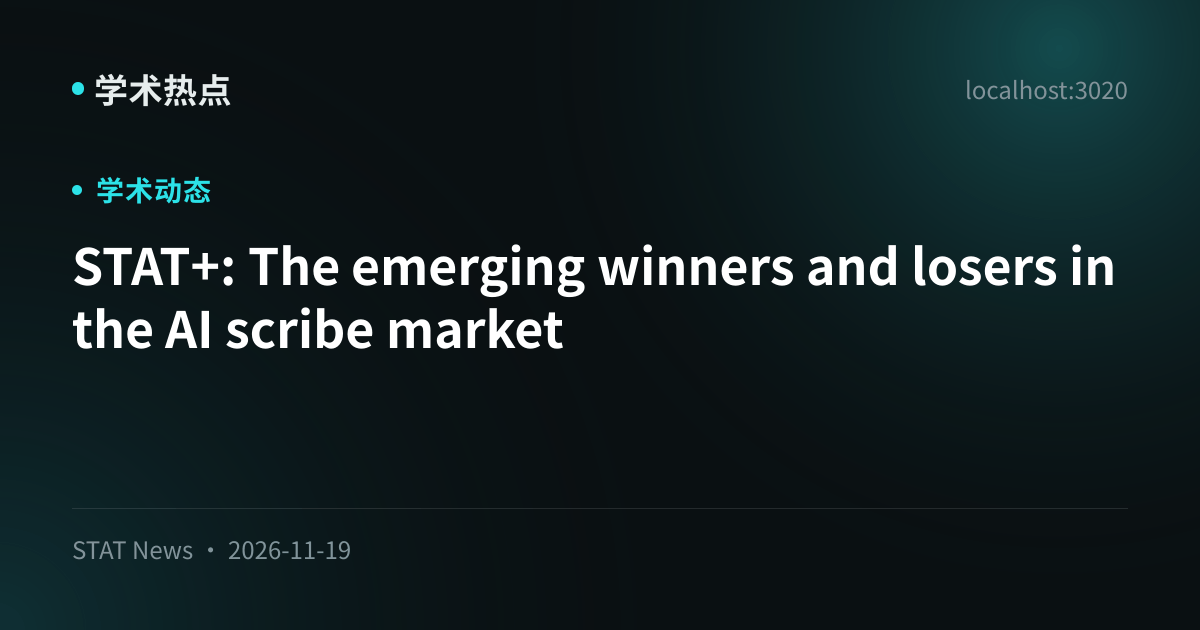 学术热点
localhost:3020
学术动态
STAT+: The emerging winners and losers in
the AI scribe market
STAT News · 2026-11-19